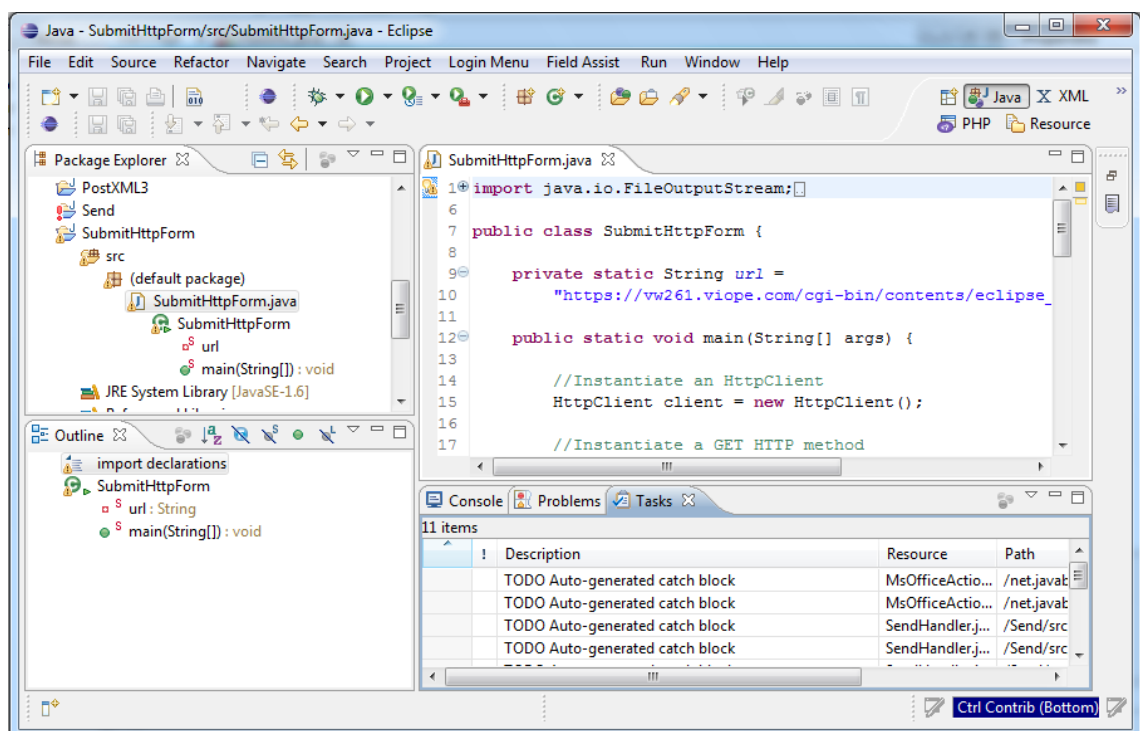 Java - SubmitHttpForm/src/SubmitHttpForm.java - Eclipse
File Edit Source Refactor Navigate Search Project Login Menu Field Assist Run Window Help
Java XML
PHP Resource
Package Explorer
PostXML3
Send
SubmitHttpForm
src
(default package)
SubmitHttpForm.java
SubmitHttpForm
url
main(String[]) : void
JRE System Library [JavaSE-1.6]
Outline
import declarations
SubmitHttpForm
url : String
main(String[]) : void
SubmitHttpForm.java
1 import java.io.FileOutputStream;
6
7 public class SubmitHttpForm {
8
9 private static String url =
10 "https://vw261.viope.com/cgi-bin/contents/eclipse_
11
12 public static void main(String[] args) {
13
14 //Instantiate an HttpClient
15 HttpClient client = new HttpClient();
16
17 //Instantiate a GET HTTP method
Console Problems Tasks
11 items
! Description Resource Path
TODO Auto-generated catch block MsOfficeActio... /net.javab
TODO Auto-generated catch block MsOfficeActio... /net.javab
TODO Auto-generated catch block SendHandler.j... /Send/src
TODO Auto-generated catch block SendHandler.j... /Send/src
Ctrl Contrib (Bottom)